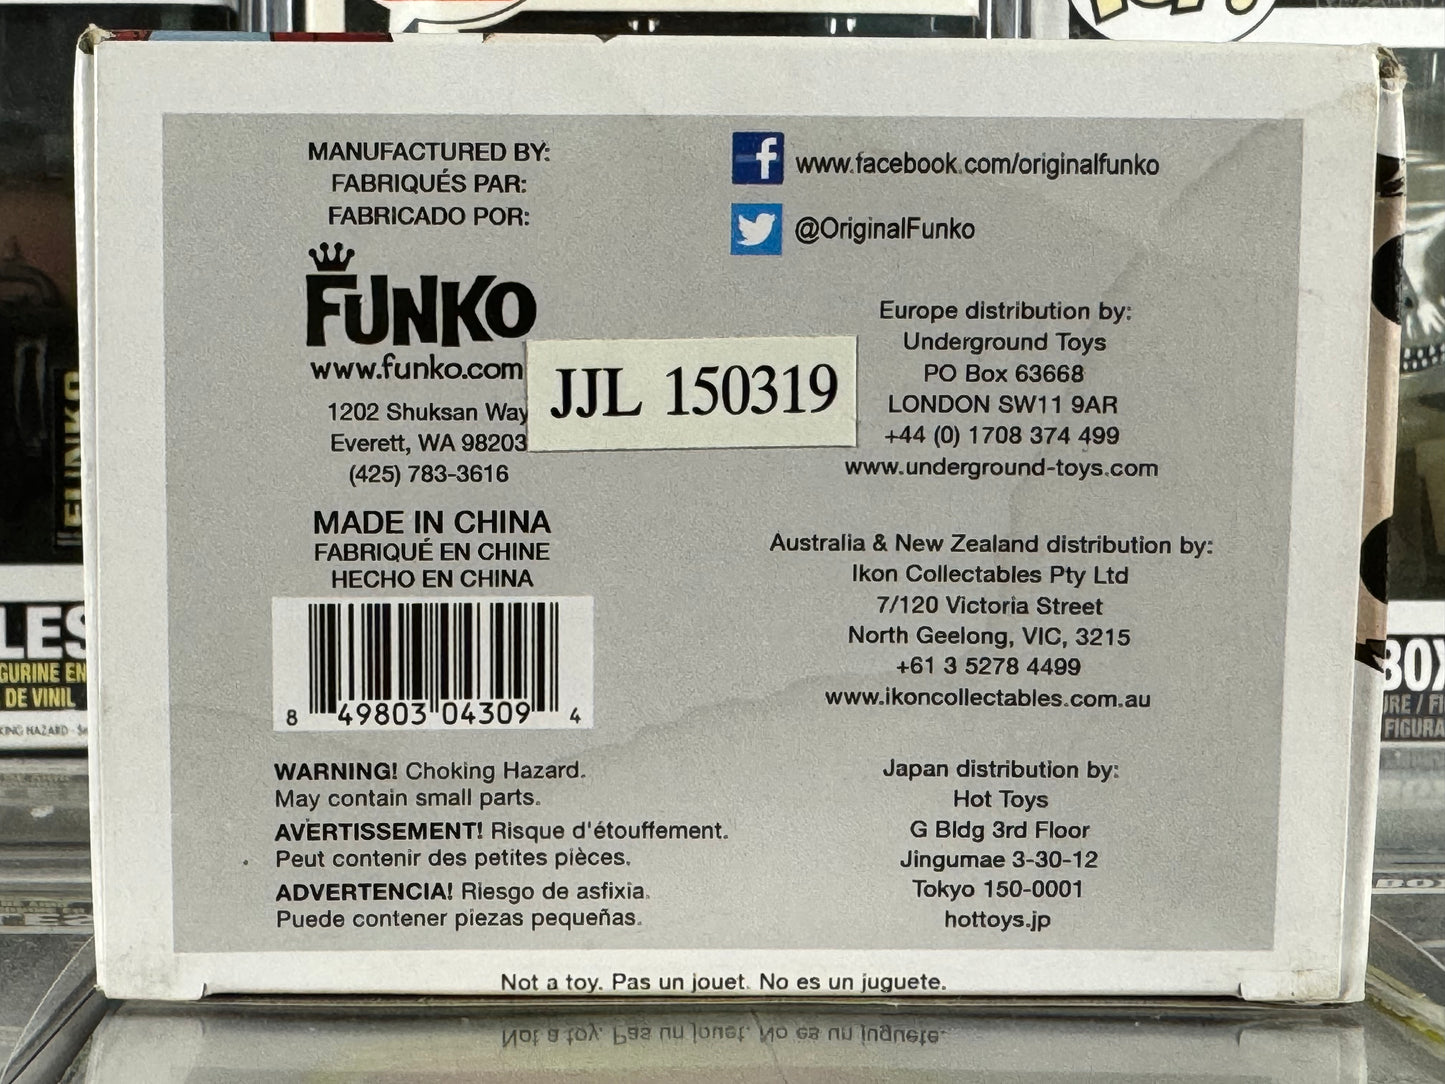 MANUFACTURED BY:
FABRIQUÉS PAR:
FABRICADO POR:
FUNKO
www.funko.com
1202 Shuksan Way
Everett, WA 98203
(425) 783-3616
JJL 150319
MADE IN CHINA
FABRIQUÉ EN CHINE
HECHO EN CHINA
8 49803 04309 4
WARNING! Choking Hazard.
May contain small parts.
AVERTISSEMENT! Risque d'étouffement.
Peut contenir des petites pièces.
ADVERTENCIA! Riesgo de asfixia.
Puede contener piezas pequeñas.
www.facebook.com/originalfunko
@OriginalFunko
Europe distribution by:
Underground Toys
PO Box 63668
LONDON SW11 9AR
+44 (0) 1708 374 499
www.underground-toys.com
Australia & New Zealand distribution by:
Ikon Collectables Pty Ltd
7/120 Victoria Street
North Geelong, VIC, 3215
+61 3 5278 4499
www.ikoncollectables.com.au
Japan distribution by:
Hot Toys
G Bldg 3rd Floor
Jingumae 3-30-12
Tokyo 150-0001
hottoys.jp
Not a toy. Pas un jouet. No es un juguete.
FUNKO
DE VINIL